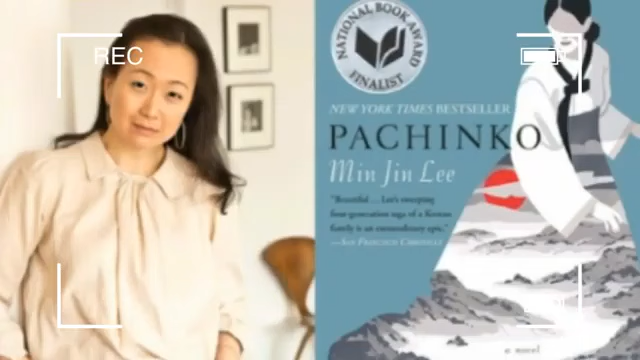 REC
NATIONAL BOOK AWARD
FINALIST
NEW YORK TIMES BESTSELLER
PACHINKO
Min Jin Lee
"Beautiful... Lee's sweeping
four-generation saga of a Korean
family is an extraordinary epic."
—SAN FRANCISCO CHRONICLE
a novel